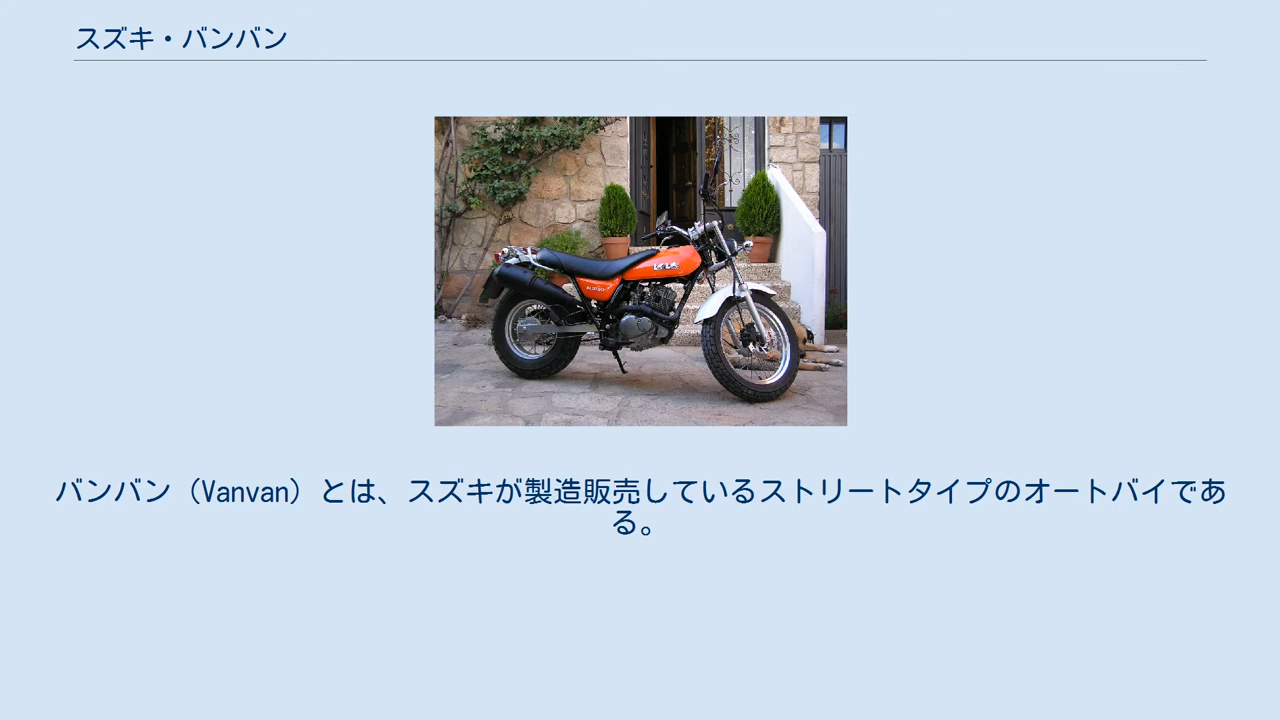 スズキ・バンバン
バンバン（Vanvan）とは、スズキが製造販売しているストリートタイプのオートバイであ
る。